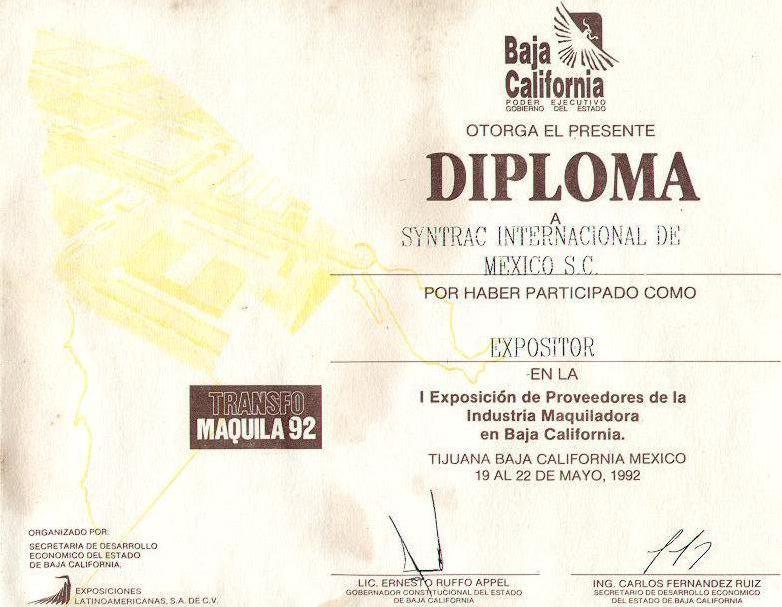 Baja
California
PODER EJECUTIVO
GOBIERNO DEL ESTADO
OTORGA EL PRESENTE
DIPLOMA
A
SYNTRAC INTERNACIONAL DE
MEXICO S.C.
POR HABER PARTICIPADO COMO
EXPOSITOR
EN LA
I Exposición de Proveedores de la
Industria Maquiladora
en Baja California.
TIJUANA BAJA CALIFORNIA MEXICO
19 AL 22 DE MAYO, 1992
TRANSFO
MAQUILA 92
ORGANIZADO POR:
SECRETARIA DE DESARROLLO
ECONOMICO DEL ESTADO
DE BAJA CALIFORNIA.
EXPOSICIONES
LATINOAMERICANAS, S.A. DE C.V.
LIC. ERNESTO RUFFO APPEL
GOBERNADOR CONSTITUCIONAL DEL ESTADO
DE BAJA CALIFORNIA
ING. CARLOS FERNANDEZ RUIZ
SECRETARIO DE DESARROLLO ECONOMICO
DEL ESTADO DE BAJA CALIFORNIA